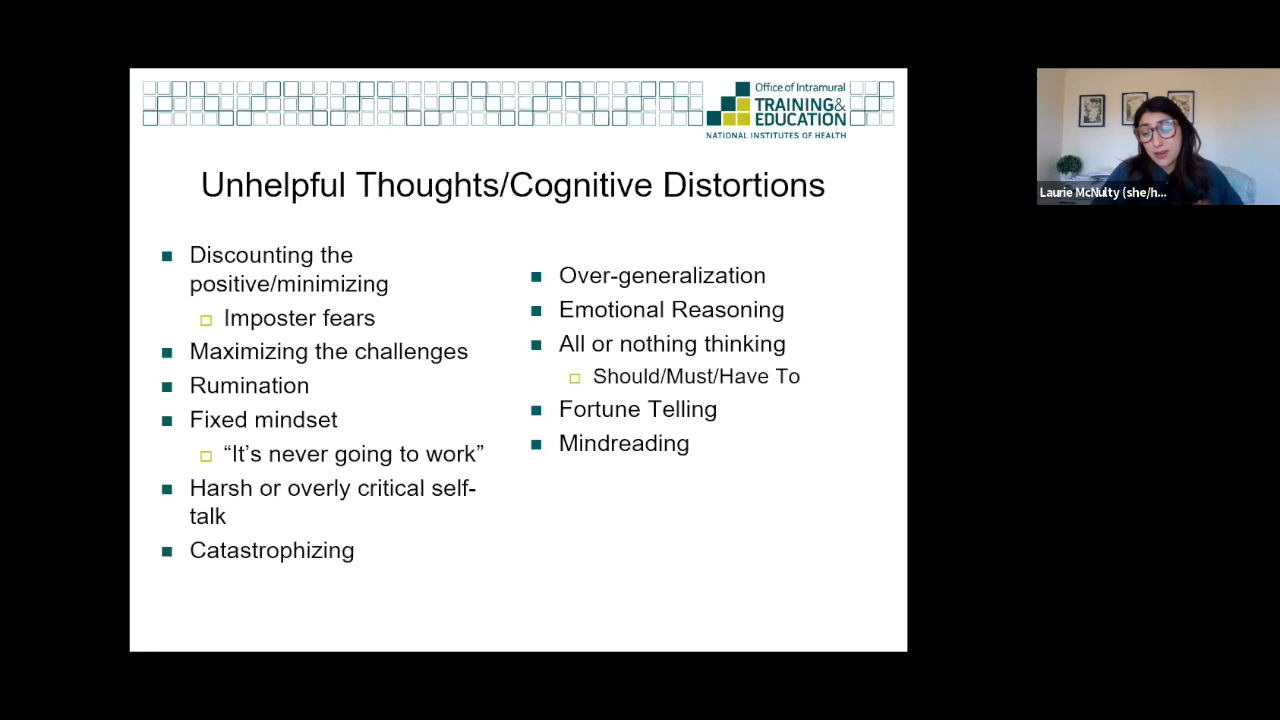 Office of Intramural
TRAINING&
EDUCATION
NATIONAL INSTITUTES OF HEALTH
Unhelpful Thoughts/Cognitive Distortions
Discounting the
positive/minimizing
Imposter fears
Maximizing the challenges
Rumination
Fixed mindset
“It’s never going to work”
Harsh or overly critical self-
talk
Catastrophizing
Over-generalization
Emotional Reasoning
All or nothing thinking
Should/Must/Have To
Fortune Telling
Mindreading
Laurie McNulty (she/h...